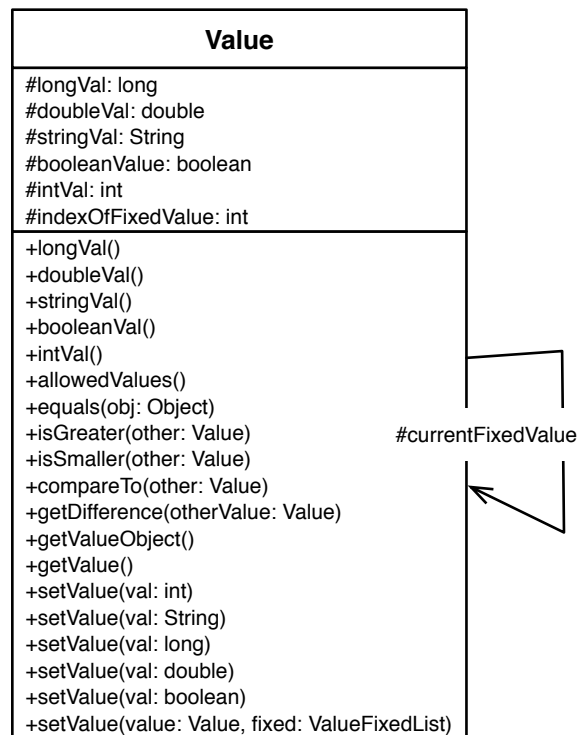 Value
#longVal: long
#doubleVal: double
#stringVal: String
#booleanValue: boolean
#intVal: int
#indexOfFixedValue: int
+longVal()
+doubleVal()
+stringVal()
+booleanVal()
+intVal()
+allowedValues()
+equals(obj: Object)
+isGreater(other: Value)
+isSmaller(other: Value)
+compareTo(other: Value)
+getDifference(otherValue: Value)
+getValueObject()
+getValue()
+setValue(val: int)
+setValue(val: String)
+setValue(val: long)
+setValue(val: double)
+setValue(val: boolean)
+setValue(value: Value, fixed: ValueFixedList)
#currentFixedValue